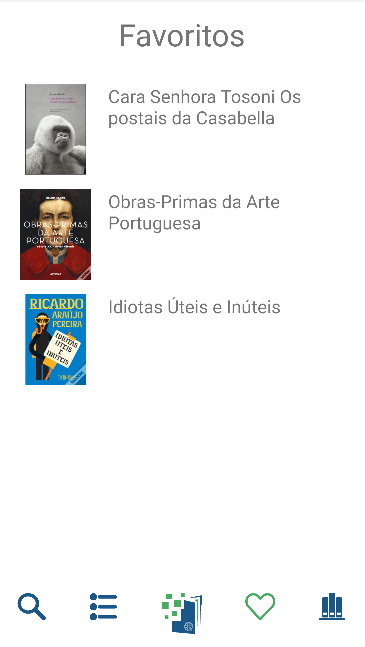 Favoritos
Cara Senhora Tosoni Os
postais da Casabella
OBRAS-PRIMAS
DA ARTE
PORTUGUESA
Obras-Primas da Arte
Portuguesa
RICARDO
ARAÚJO
PEREIRA
IDIOTAS
ÚTEIS E
INÚTEIS
Idiotas Úteis e Inúteis